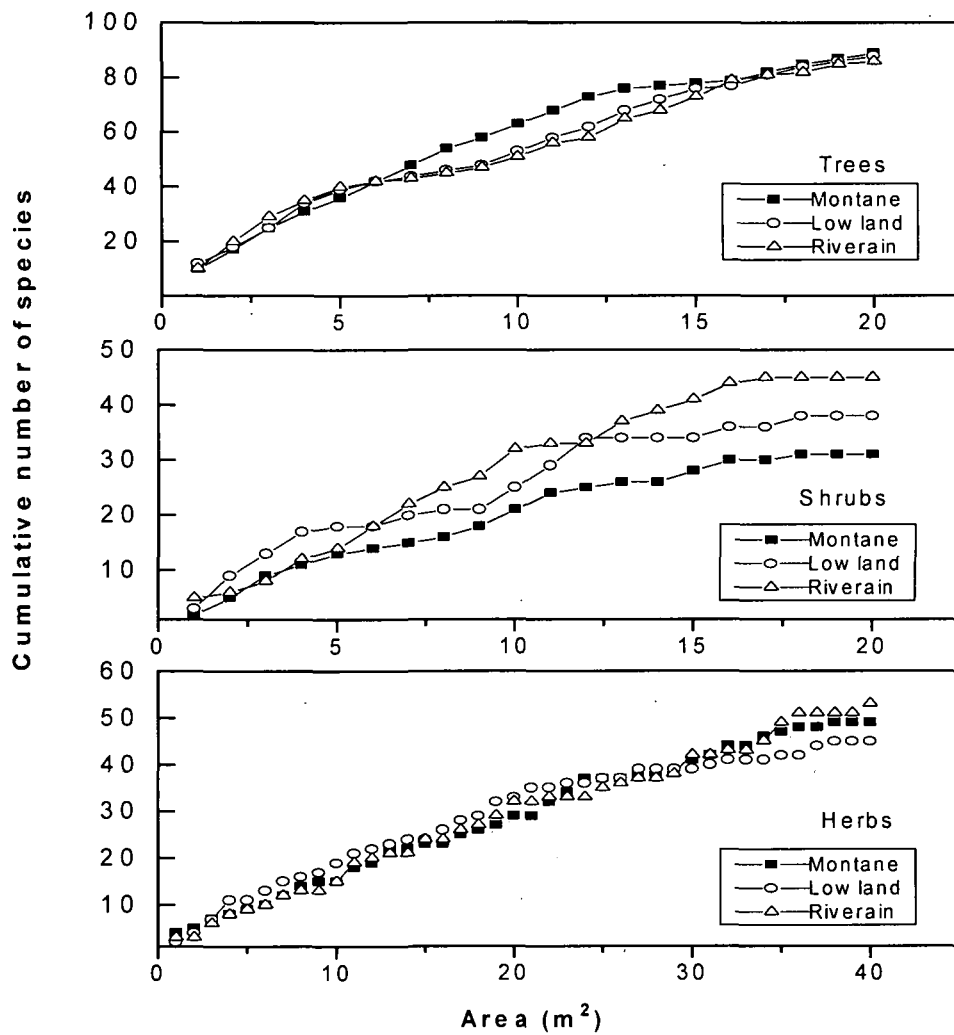 Cumulative number of species
100
80
60
40
20
0 5 10 15 20
Trees
Montane
Low land
Riverain
50
40
30
20
10
0 5 10 15 20
Shrubs
Montane
Low land
Riverain
60
50
40
30
20
10
0 10 20 30 40
Herbs
Montane
Low land
Riverain
Area (m²)